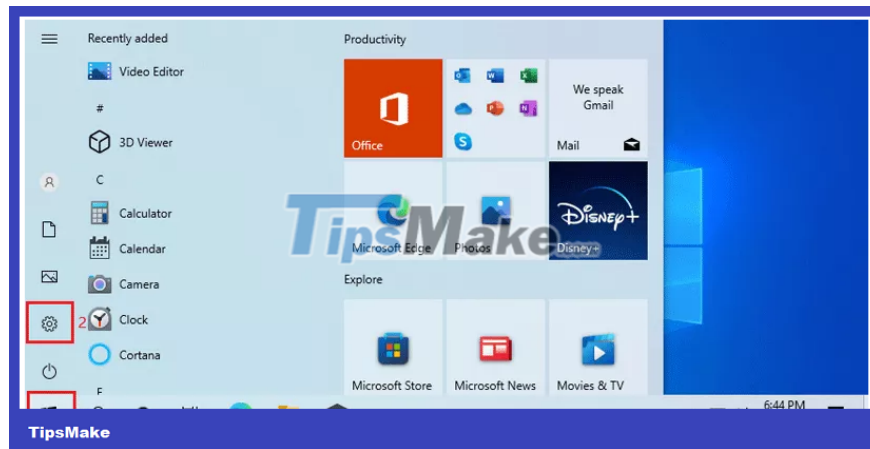 Recently added
Video Editor
#
3D Viewer
C
Calculator
Calendar
Camera
2
Clock
Cortana
Productivity
Office
We speak
Gmail
Mail
Microsoft Edge
Photos
Disney+
Disney+
TipsMake
Explore
Microsoft Store
Microsoft News
Movies & TV
6:44 PM
TipsMake